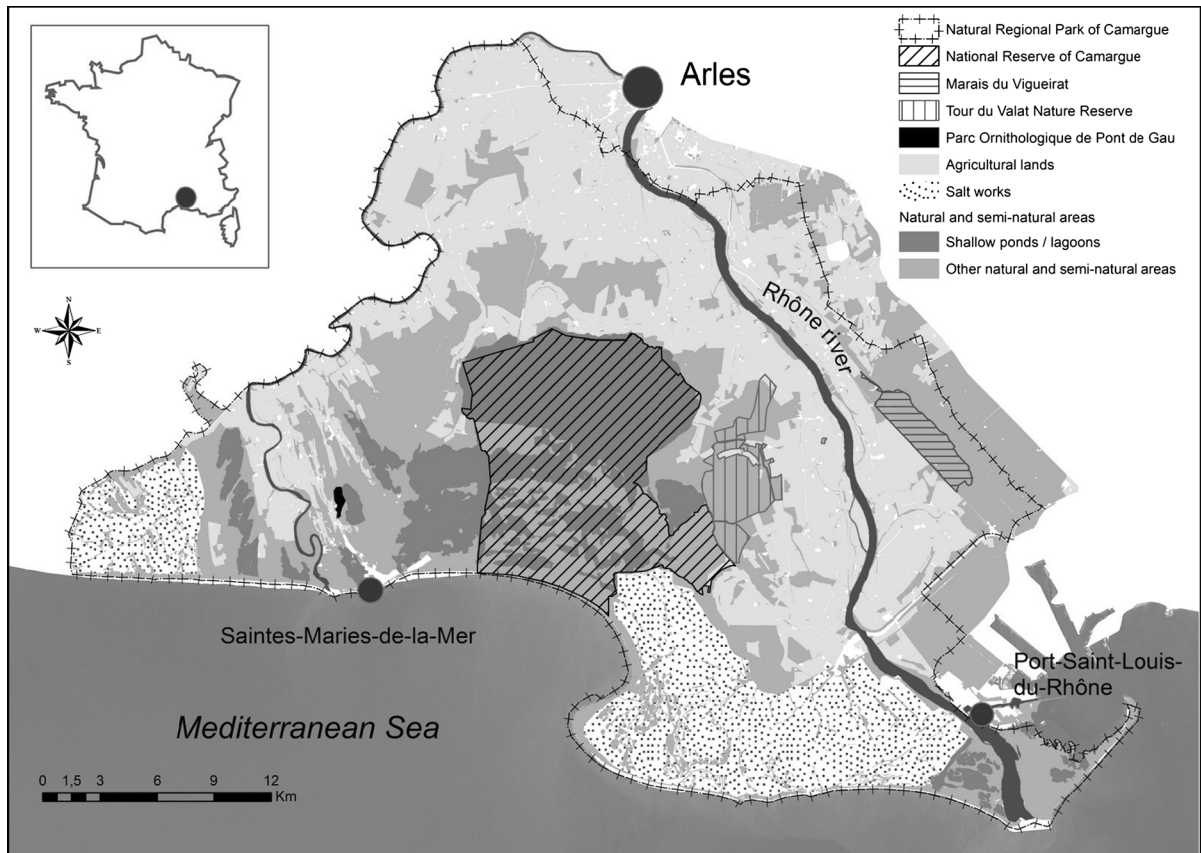 Natural Regional Park of Camargue
National Reserve of Camargue
Marais du Vigueirat
Tour du Valat Nature Reserve
Parc Ornithologique de Pont de Gau
Agricultural lands
Salt works
Natural and semi-natural areas
Shallow ponds / lagoons
Other natural and semi-natural areas
Arles
N
W E
S
Rhône river
Saintes-Maries-de-la-Mer
Port-Saint-Louis-
du-Rhône
Mediterranean Sea
0 1,5 3 6 9 12
Km